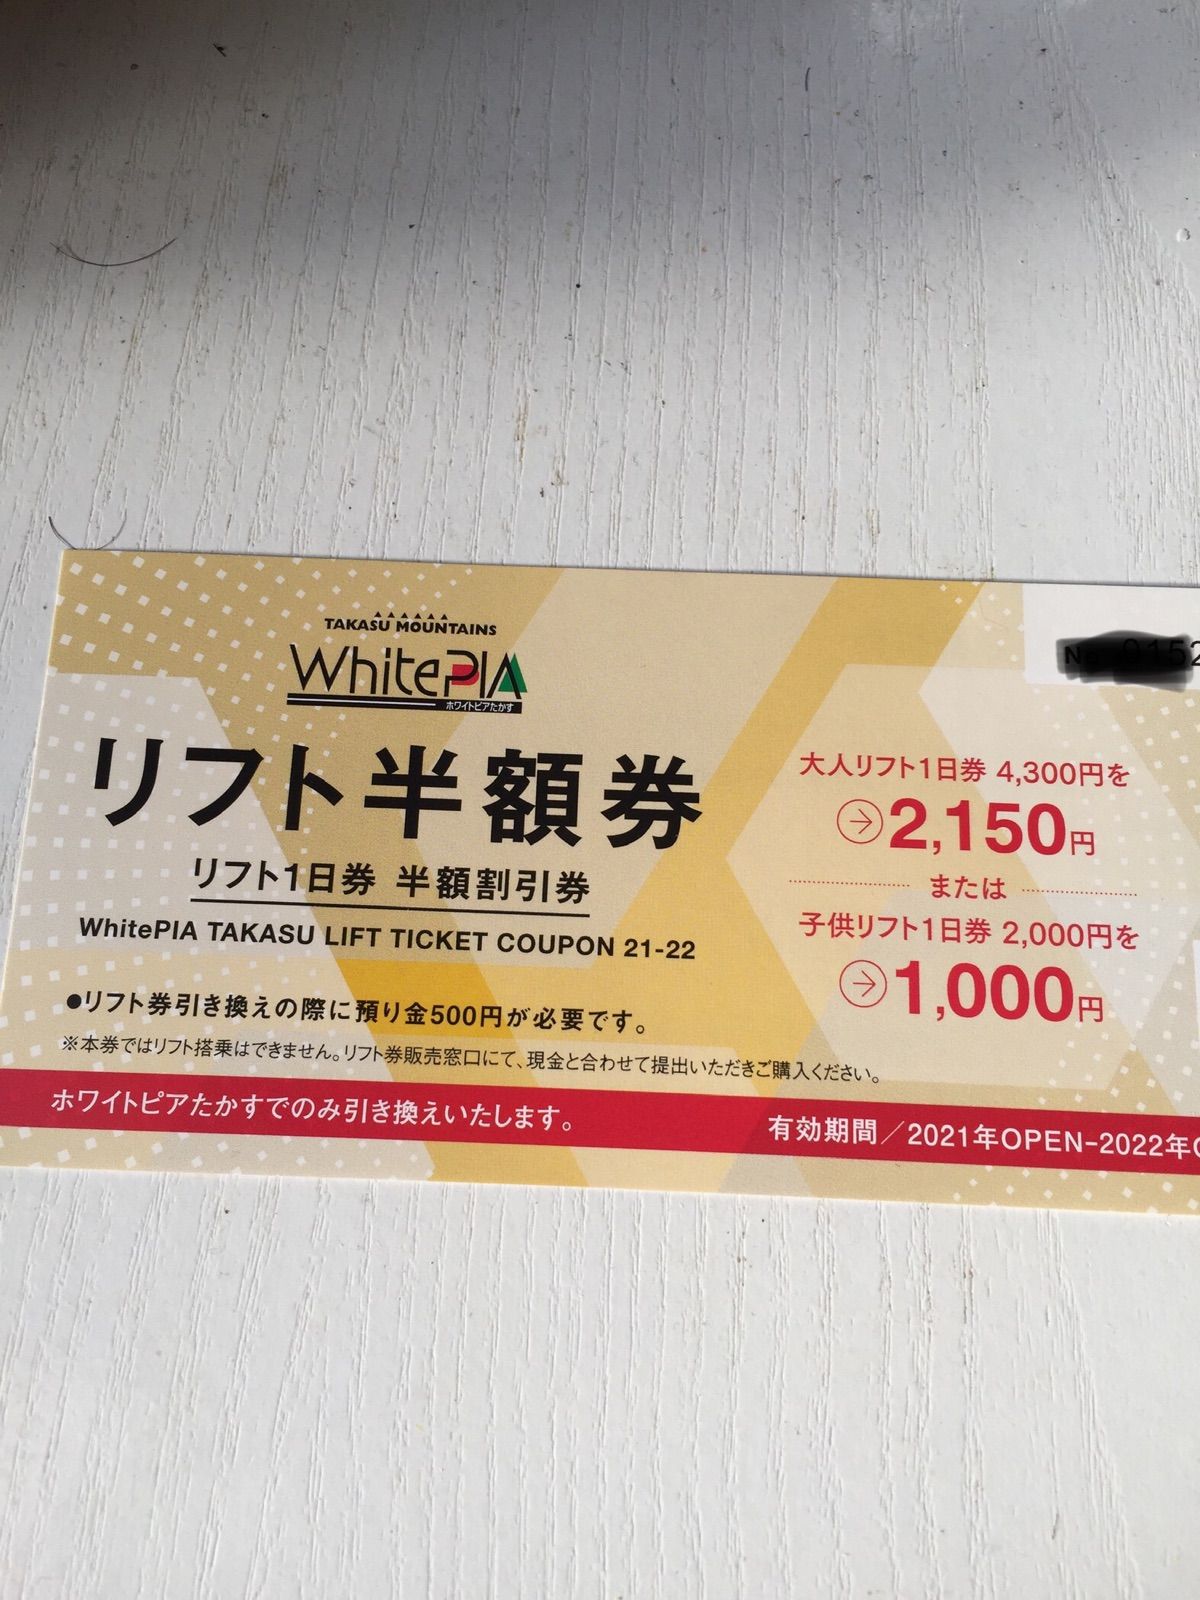 TAKASU MOUNTAINS
WhitePIA
ホワイトピアたかす
リフト半額券
リフト1日券 半額割引券
WhitePIA TAKASU LIFT TICKET COUPON 21-22
●リフト券引き換えの際に預り金500円が必要です。
※本券ではリフト搭乗はできません。リフト券販売窓口にて、現金と合わせて提出いただきご購入ください。
ホワイトピアたかすでのみ引き換えいたします。
大人リフト1日券 4,300円を
2,150円
または
子供リフト1日券 2,000円を
1,000円
有効期間／2021年OPEN-2022年